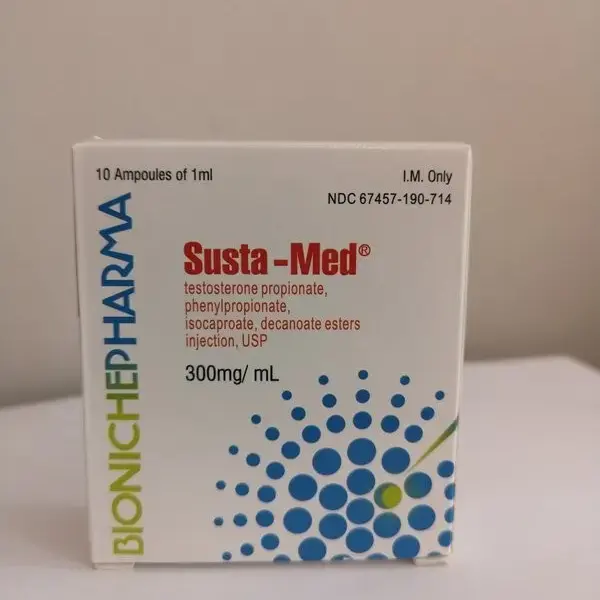 10 Ampoules of 1ml
I.M. Only
NDC 67457-190-714
BIONICHEPHARMA
Susta-Med®
testosterone propionate,
phenylpropionate,
isocaproate, decanoate esters
injection, USP
300mg/ mL